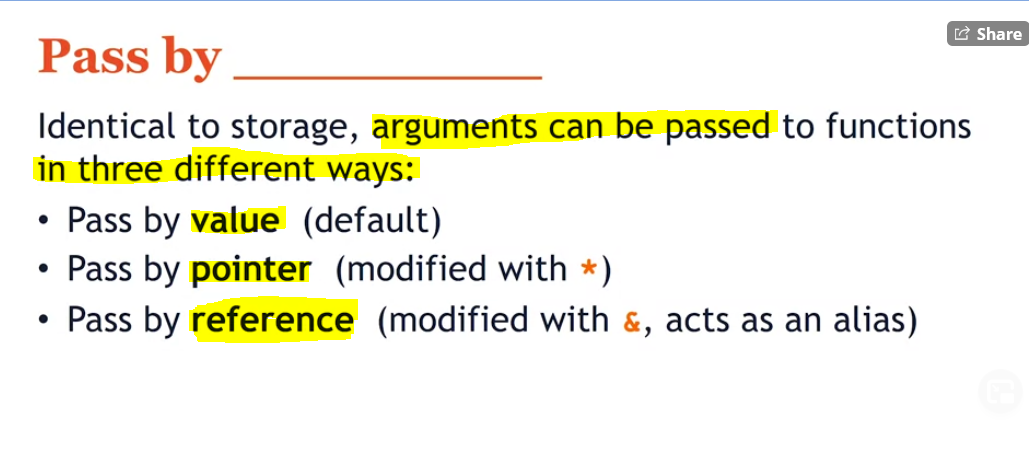 Share
Pass by ______________
Identical to storage, arguments can be passed to functions
in three different ways:
• Pass by value (default)
• Pass by pointer (modified with *)
• Pass by reference (modified with &, acts as an alias)